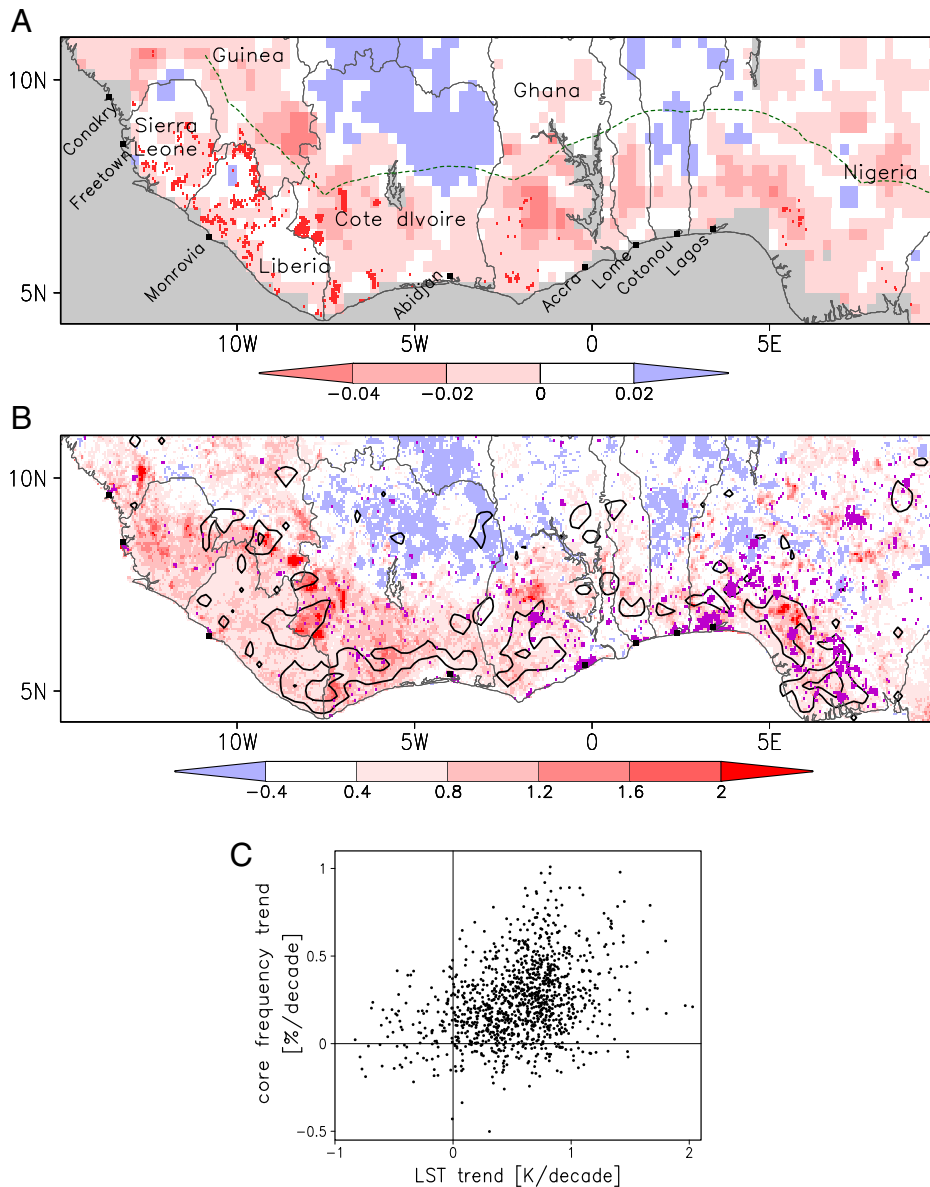 A
Guinea
10N
Ghana
Conakry
Sierra
Leone
Freetown
Nigeria
Cote dIvoire
Liberia
Monrovia
Abidjan
Accra
Lome
Cotonou
Lagos
5N
10W 5W 0 5E
−0.04 −0.02 0 0.02
B
10N
5N
10W 5W 0 5E
−0.4 0.4 0.8 1.2 1.6 2
C
core frequency trend
[%/decade]
1
0.5
0
−0.5
−1 0 1 2
LST trend [K/decade]